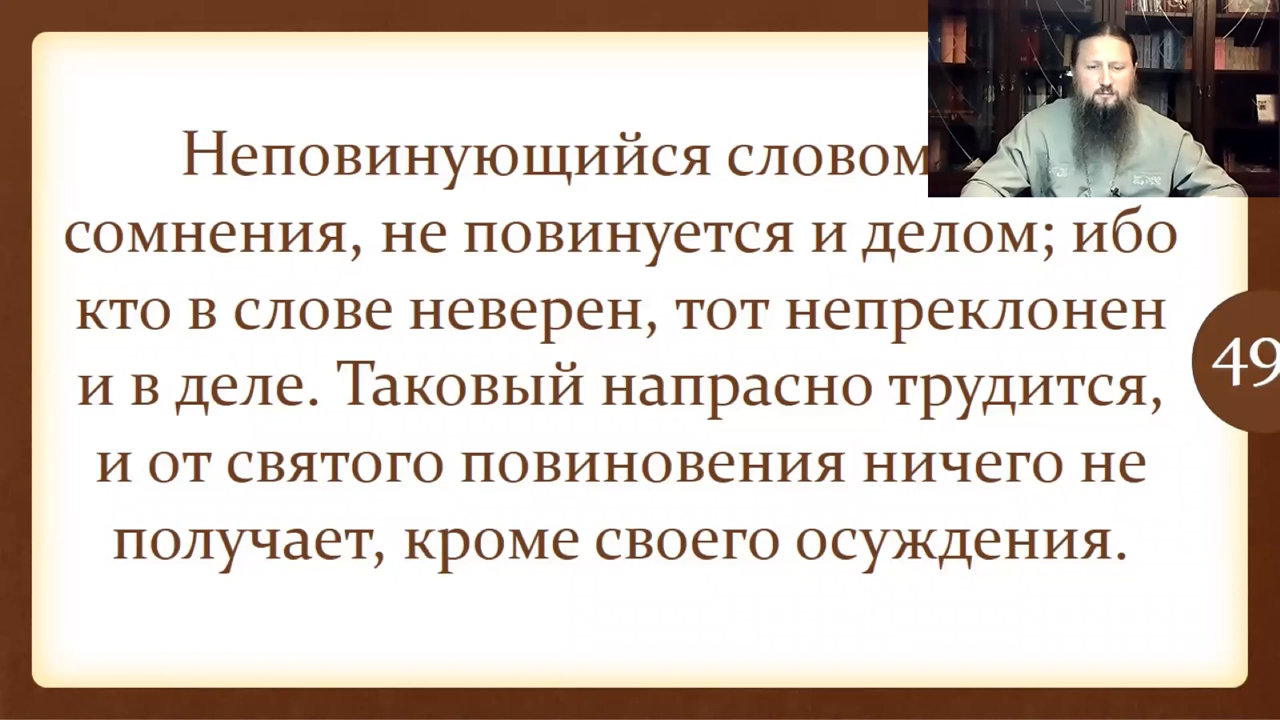 Неповинующийся словом
сомнения, не повинуется и делом; ибо
кто в слове неверен, тот непреклонен
и в деле. Таковый напрасно трудится,
и от святого повиновения ничего не
получает, кроме своего осуждения.
49